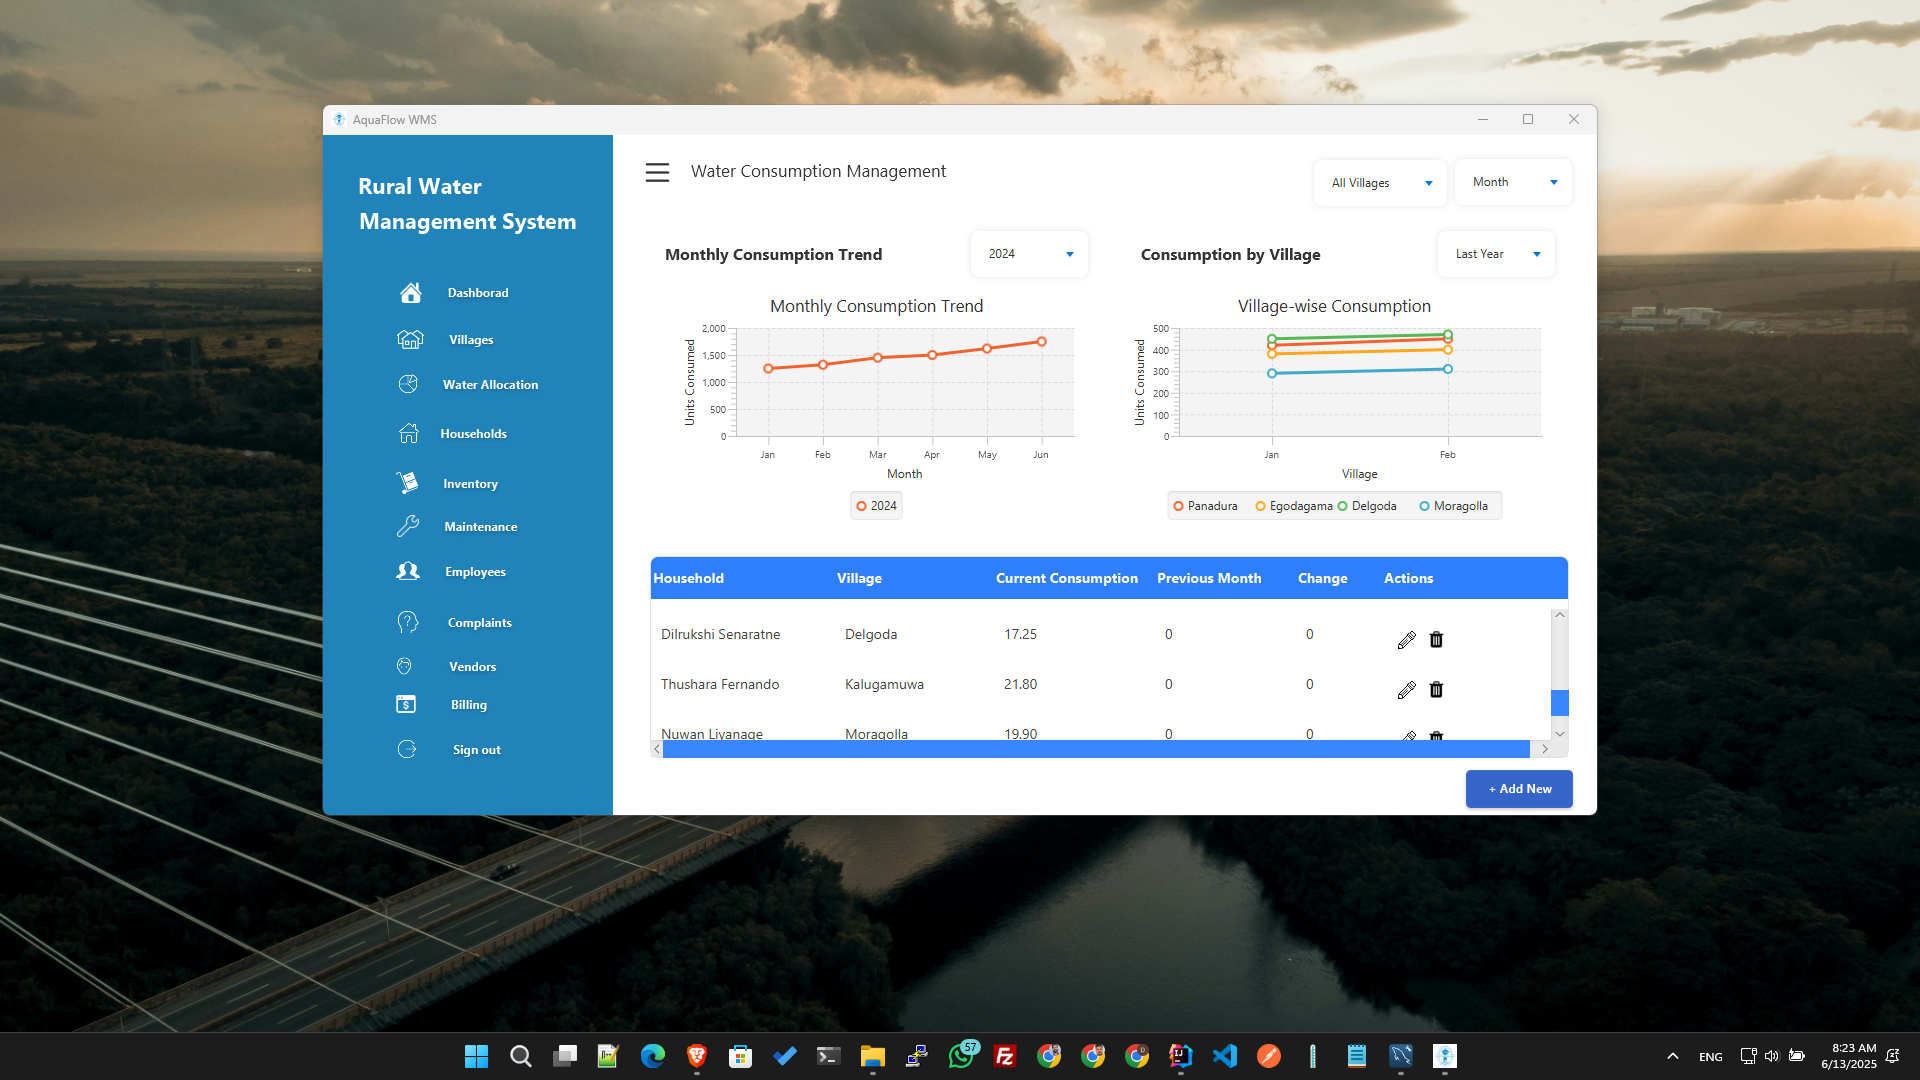 AquaFlow WMS
Rural Water
Management System
Dashborad
Villages
Water Allocation
Households
Inventory
Maintenance
Employees
Complaints
Vendors
Billing
Sign out
Water Consumption Management
All Villages
Month
Monthly Consumption Trend
2024
Consumption by Village
Last Year
Monthly Consumption Trend
Units Consumed
2,000
1,500
1,000
500
0
Jan Feb Mar Apr May Jun
Month
2024
Village-wise Consumption
Units Consumed
500
400
300
200
100
0
Jan Feb
Village
Panadura Egodagama Delgoda Moragolla
Household Village Current Consumption Previous Month Change Actions
Dilrukshi Senaratne Delgoda 17.25 0 0
Thushara Fernando Kalugamuwa 21.80 0 0
Nuwan Liyanage Moragolla 19.90 0 0
+ Add New
57
ENG
8:23 AM
6/13/2025